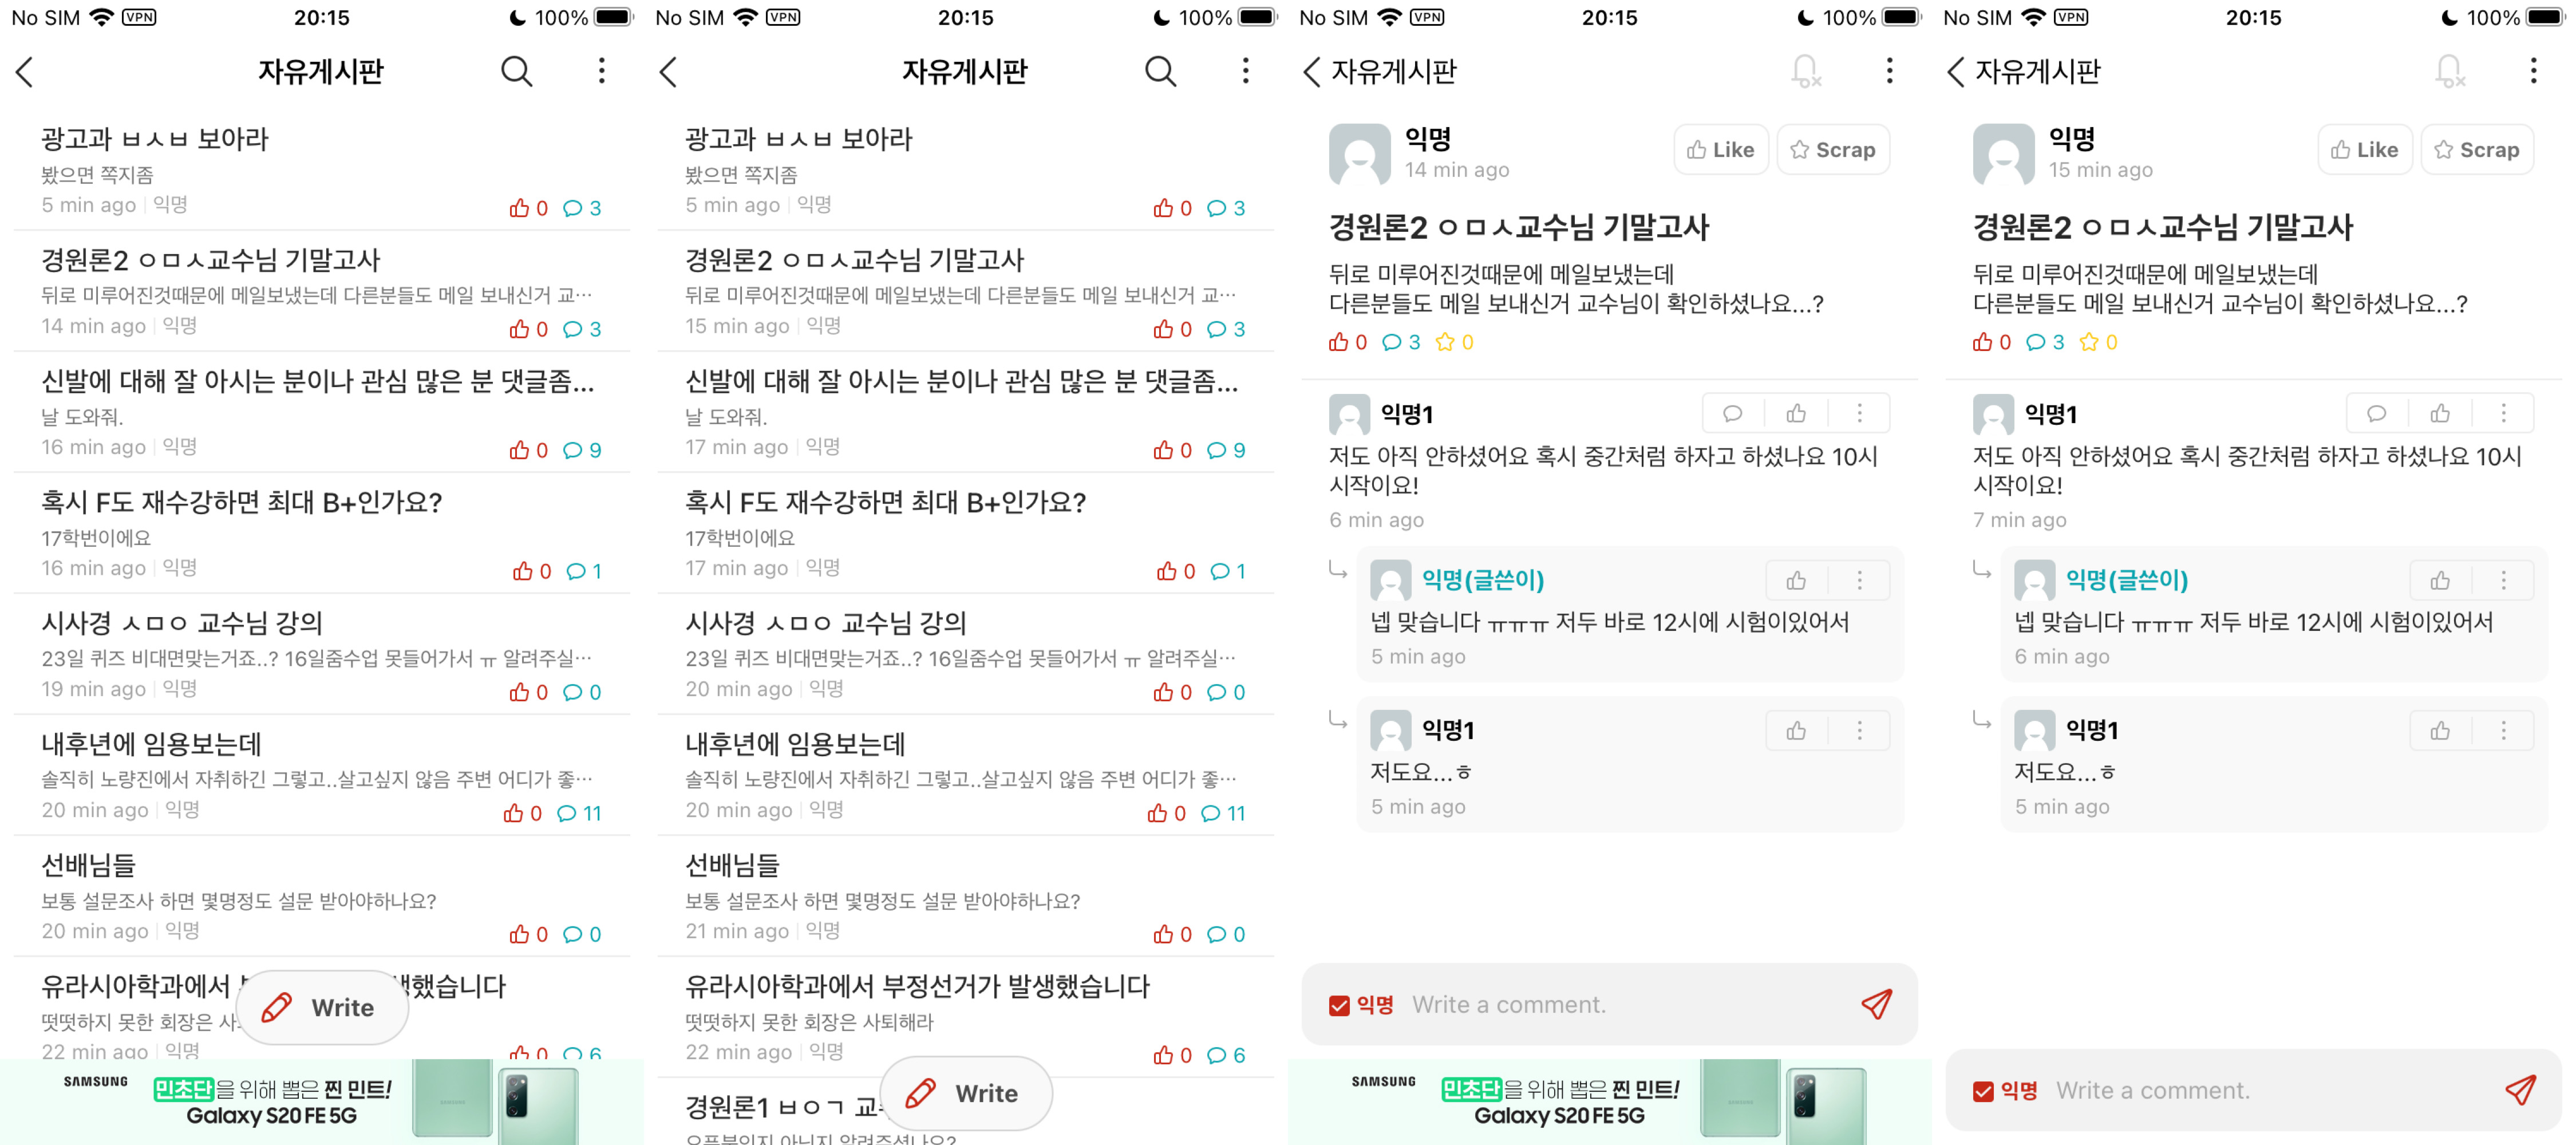 No SIM VPN 20:15 100%
자유게시판
광고과 ㅂㅅㅂ 보아라
봤으면 쪽지좀
5 min ago 익명 0 3
경원론2 ㅇㅁㅅ교수님 기말고사
뒤로 미루어진것때문에 메일보냈는데 다른분들도 메일 보내신거 교…
14 min ago 익명 0 3
신발에 대해 잘 아시는 분이나 관심 많은 분 댓글좀...
날 도와줘.
16 min ago 익명 0 9
혹시 F도 재수강하면 최대 B+인가요?
17학번이에요
16 min ago 익명 0 1
시사경 ㅅㅁㅇ 교수님 강의
23일 퀴즈 비대면맞는거죠..? 16일줌수업 못들어가서 ㅠ 알려주실…
19 min ago 익명 0 0
내후년에 임용보는데
솔직히 노량진에서 자취하긴 그렇고..살고싶지 않음 주변 어디가 좋…
20 min ago 익명 0 11
선배님들
보통 설문조사 하면 몇명정도 설문 받아야하나요?
20 min ago 익명 0 0
유라시아학과에서 생했습니다
떳떳하지 못한 회장은 사
22 min ago 익명 0 6
Write
SAMSUNG
민초단을 위해 뽑은 찐 민트!
Galaxy S20 FE 5G
SAMSUNG
No SIM VPN 20:15 100%
자유게시판
광고과 ㅂㅅㅂ 보아라
봤으면 쪽지좀
5 min ago 익명 0 3
경원론2 ㅇㅁㅅ교수님 기말고사
뒤로 미루어진것때문에 메일보냈는데 다른분들도 메일 보내신거 교…
15 min ago 익명 0 3
신발에 대해 잘 아시는 분이나 관심 많은 분 댓글좀...
날 도와줘.
17 min ago 익명 0 9
혹시 F도 재수강하면 최대 B+인가요?
17학번이에요
17 min ago 익명 0 1
시사경 ㅅㅁㅇ 교수님 강의
23일 퀴즈 비대면맞는거죠..? 16일줌수업 못들어가서 ㅠ 알려주실…
20 min ago 익명 0 0
내후년에 임용보는데
솔직히 노량진에서 자취하긴 그렇고..살고싶지 않음 주변 어디가 좋…
20 min ago 익명 0 11
선배님들
보통 설문조사 하면 몇명정도 설문 받아야하나요?
21 min ago 익명 0 0
유라시아학과에서 부정선거가 발생했습니다
떳떳하지 못한 회장은 사퇴해라
22 min ago 익명 0 6
경원론1 ㅂㅇㄱ 교
Write
No SIM VPN 20:15 100%
자유게시판
익명
14 min ago
Like Scrap
경원론2 ㅇㅁㅅ교수님 기말고사
뒤로 미루어진것때문에 메일보냈는데
다른분들도 메일 보내신거 교수님이 확인하셨나요...?
0 3 0
익명1
저도 아직 안하셨어요 혹시 중간처럼 하자고 하셨나요 10시
시작이요!
6 min ago
익명(글쓴이)
넵 맞습니다 ㅠㅠㅠ 저두 바로 12시에 시험이있어서
5 min ago
익명1
저도요...ㅎ
5 min ago
익명 Write a comment.
SAMSUNG
민초단을 위해 뽑은 찐 민트!
Galaxy S20 FE 5G
SAMSUNG
No SIM VPN 20:15 100%
자유게시판
익명
15 min ago
Like Scrap
경원론2 ㅇㅁㅅ교수님 기말고사
뒤로 미루어진것때문에 메일보냈는데
다른분들도 메일 보내신거 교수님이 확인하셨나요...?
0 3 0
익명1
저도 아직 안하셨어요 혹시 중간처럼 하자고 하셨나요 10시
시작이요!
7 min ago
익명(글쓴이)
넵 맞습니다 ㅠㅠㅠ 저두 바로 12시에 시험이있어서
6 min ago
익명1
저도요...ㅎ
5 min ago
익명 Write a comment.